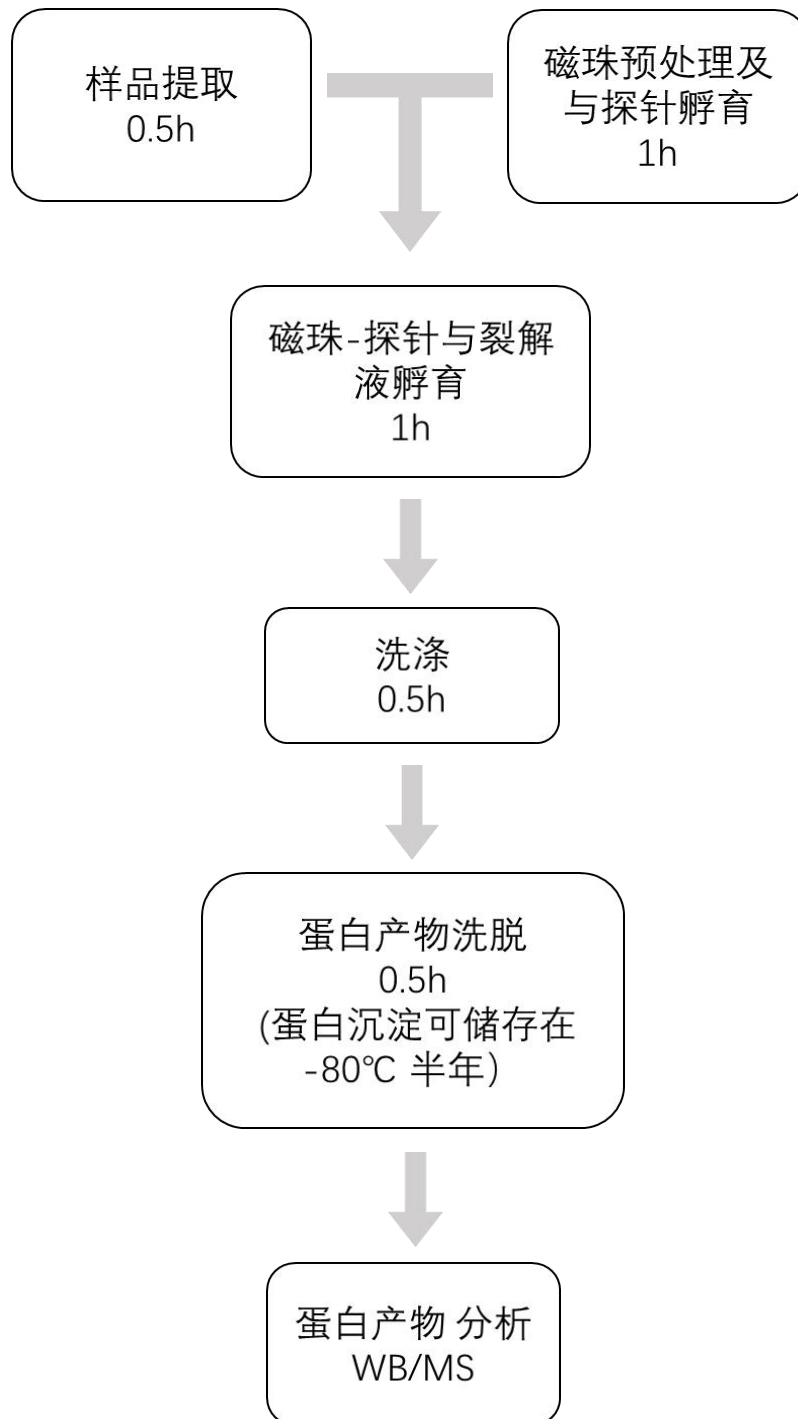 样品提取
0.5h
磁珠预处理及
与探针孵育
1h
磁珠-探针与裂解
液孵育
1h
洗涤
0.5h
蛋白产物洗脱
0.5h
(蛋白沉淀可储存在
-80℃ 半年）
蛋白产物 分析
WB/MS